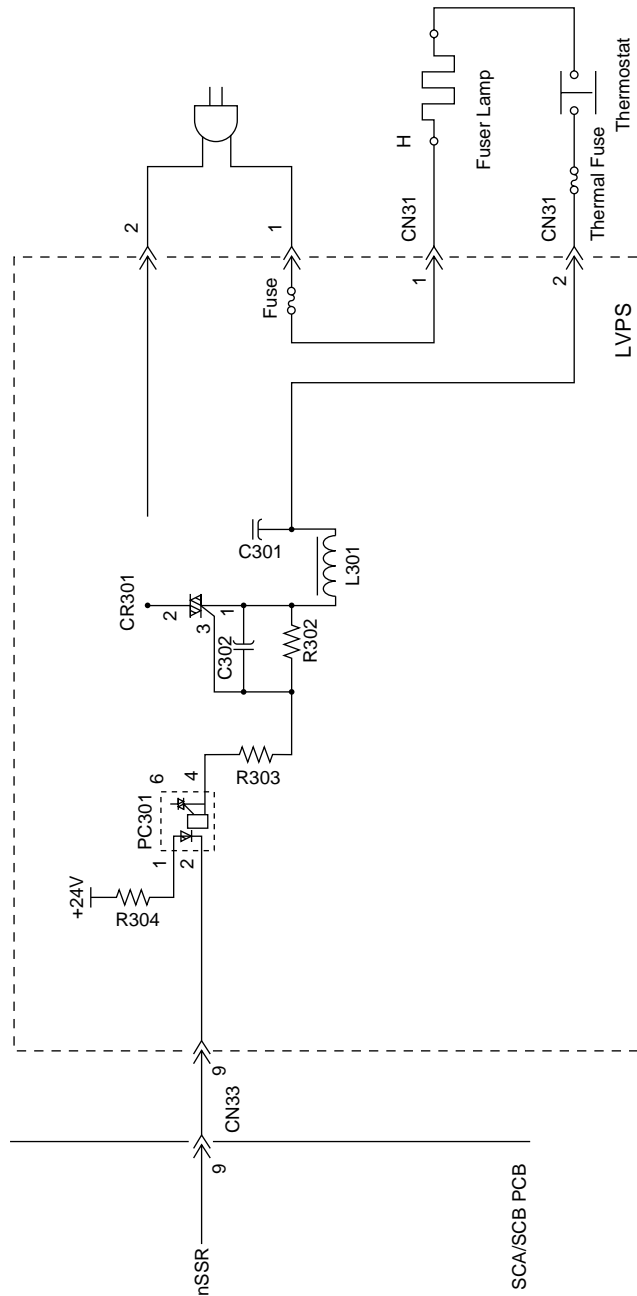 nSSR
9
SCA/SCB PCB
CN33
9
+24V
R304
PC301
1
2
6
4
R303
CR301
2
3
1
C302
R302
C301
L301
LVPS
Fuse
2
1
CN31
1
CN31
2
H
Fuser Lamp
Thermal Fuse
Thermostat